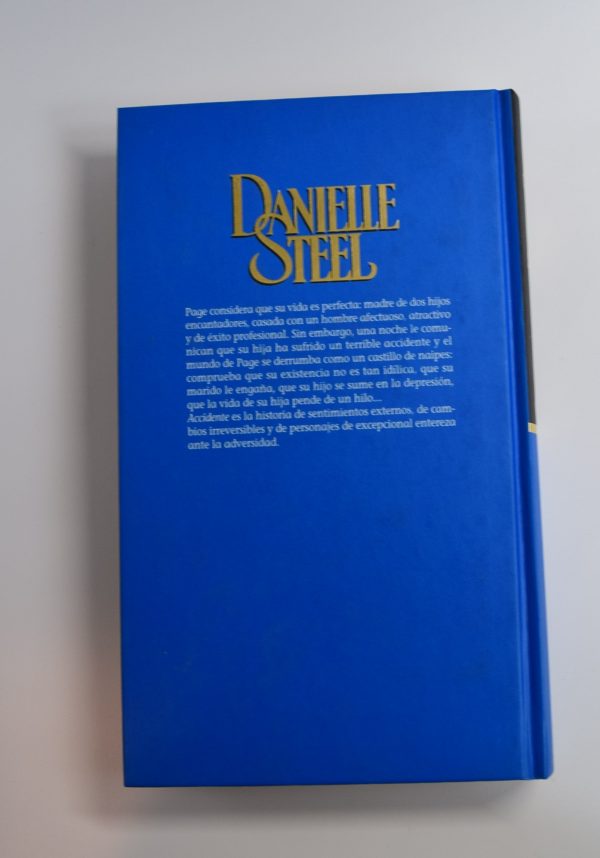 DANIELLE
STEEL
Page considera que su vida es perfecta: madre de dos hijos
encantadores, casada con un hombre afectuoso, atractivo
y de éxito profesional. Sin embargo, una noche le comu-
nican que su hija ha sufrido un terrible accidente y el
mundo de Page se derrumba como un castillo de naipes:
comprueba que su existencia no es tan idílica, que su
marido le engaña, que su hijo se sume en la depresión,
que la vida de su hija pende de un hilo...
Accidente es la historia de sentimientos externos, de cam-
bios irreversibles y de personajes de excepcional entereza
ante la adversidad.